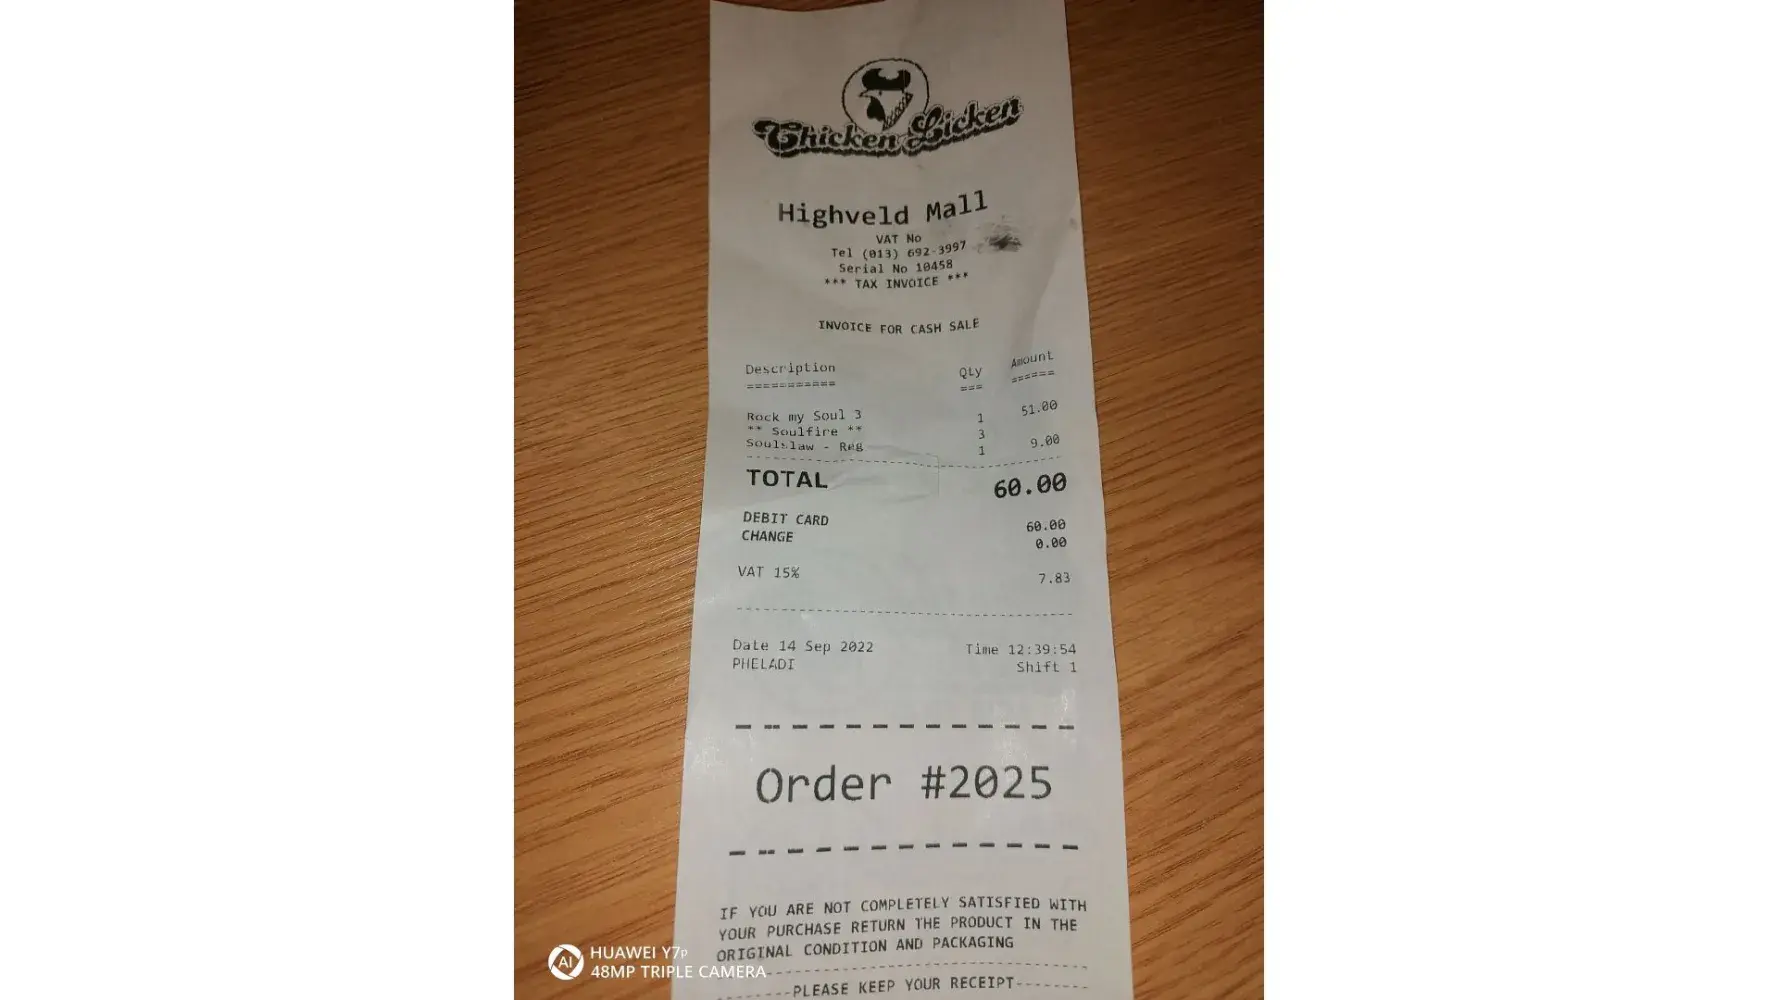 Chicken Licken
Highveld Mall
VAT No
Tel (013) 692-3997
Serial No 10458
*** TAX INVOICE ***
INVOICE FOR CASH SALE
Description Qty Amount
=========== === ======
Rock my Soul 3 1 51.00
** Soulfire ** 3
Soulslaw - Reg 1 9.00
TOTAL 60.00
DEBIT CARD 60.00
CHANGE 0.00
VAT 15% 7.83
Date 14 Sep 2022 Time 12:39:54
PHELADI Shift 1
Order #2025
IF YOU ARE NOT COMPLETELY SATISFIED WITH
YOUR PURCHASE RETURN THE PRODUCT IN THE
ORIGINAL CONDITION AND PACKAGING
--------PLEASE KEEP YOUR RECEIPT--------
AI HUAWEI Y7p
48MP TRIPLE CAMERA